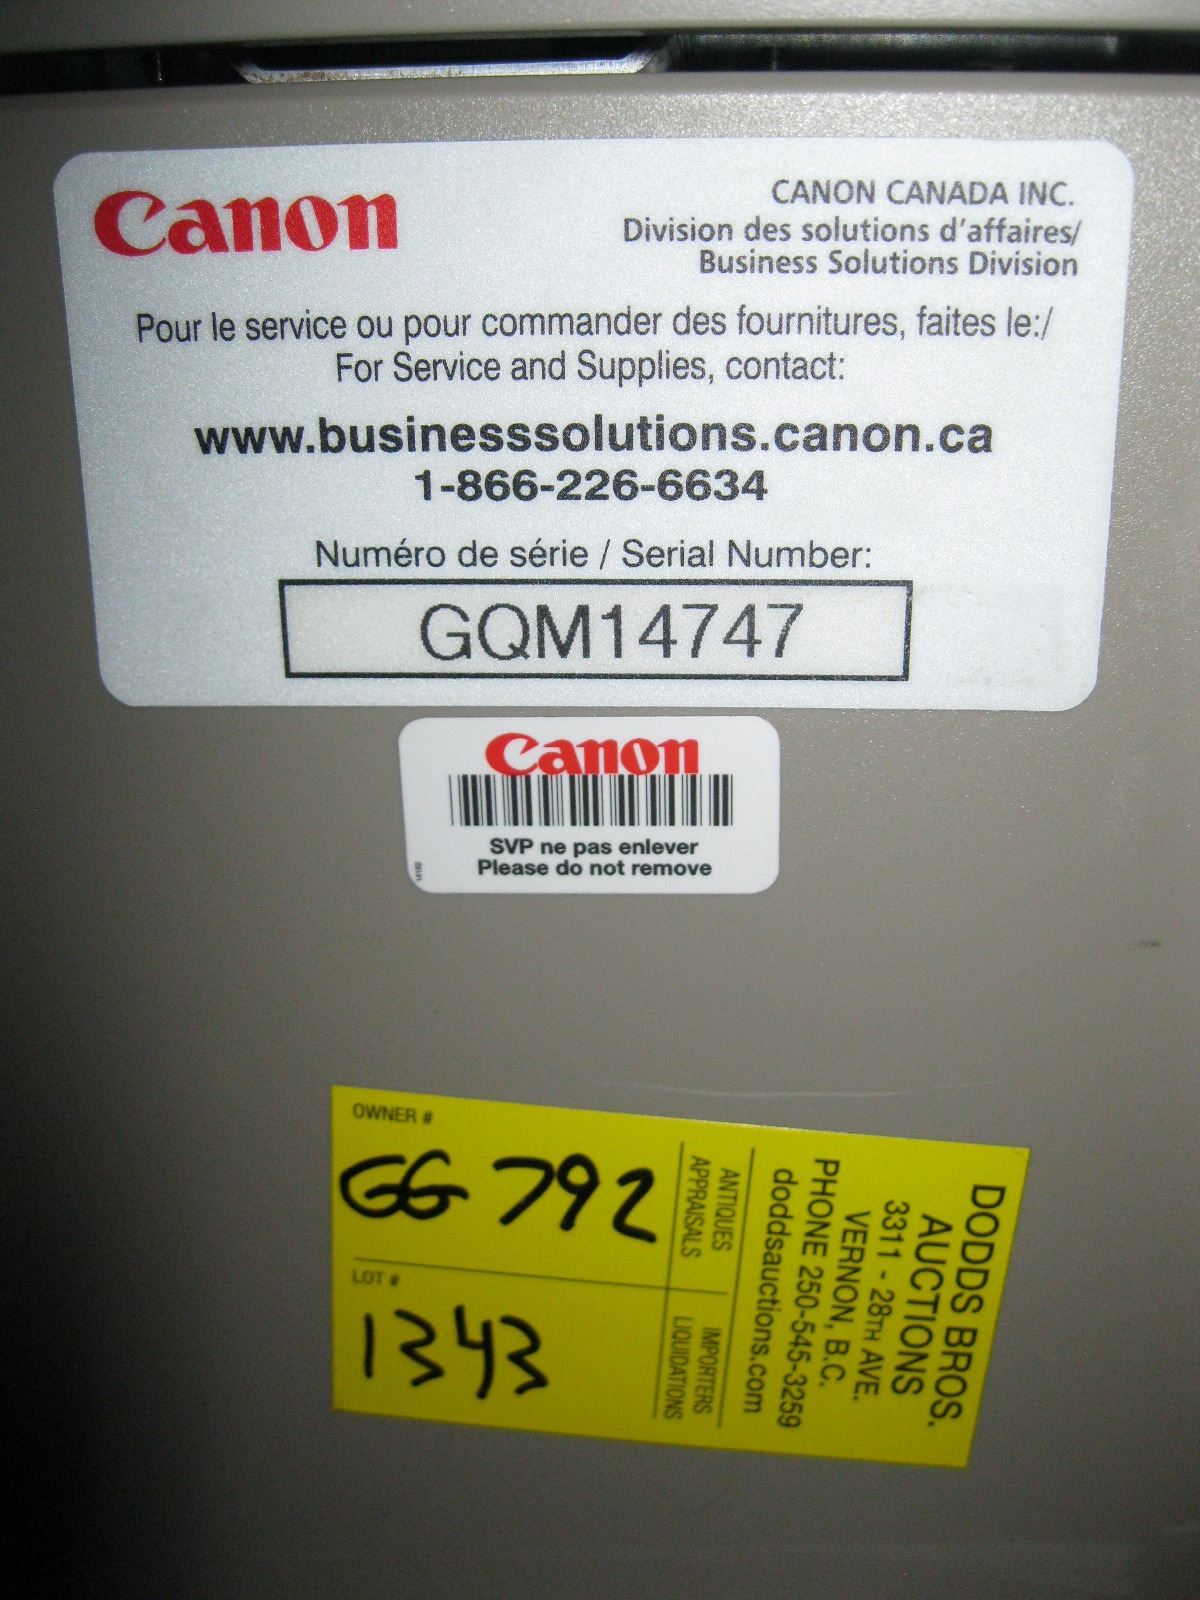 Canon
CANON CANADA INC.
Division des solutions d'affaires/
Business Solutions Division
Pour le service ou pour commander des fournitures, faites le:/
For Service and Supplies, contact:
www.businesssolutions.canon.ca
1-866-226-6634
Numéro de série / Serial Number:
GQM14747
Canon
SVP ne pas enlever
Please do not remove
OWNER #
GG 792
LOT #
1343
DODDS BROS.
AUCTIONS
3311 - 28TH AVE.
VERNON, B.C.
PHONE 250-545-3259
doddsauctions.com
ANTIQUES
APPRAISALS
IMPORTERS
LIQUIDATIONS